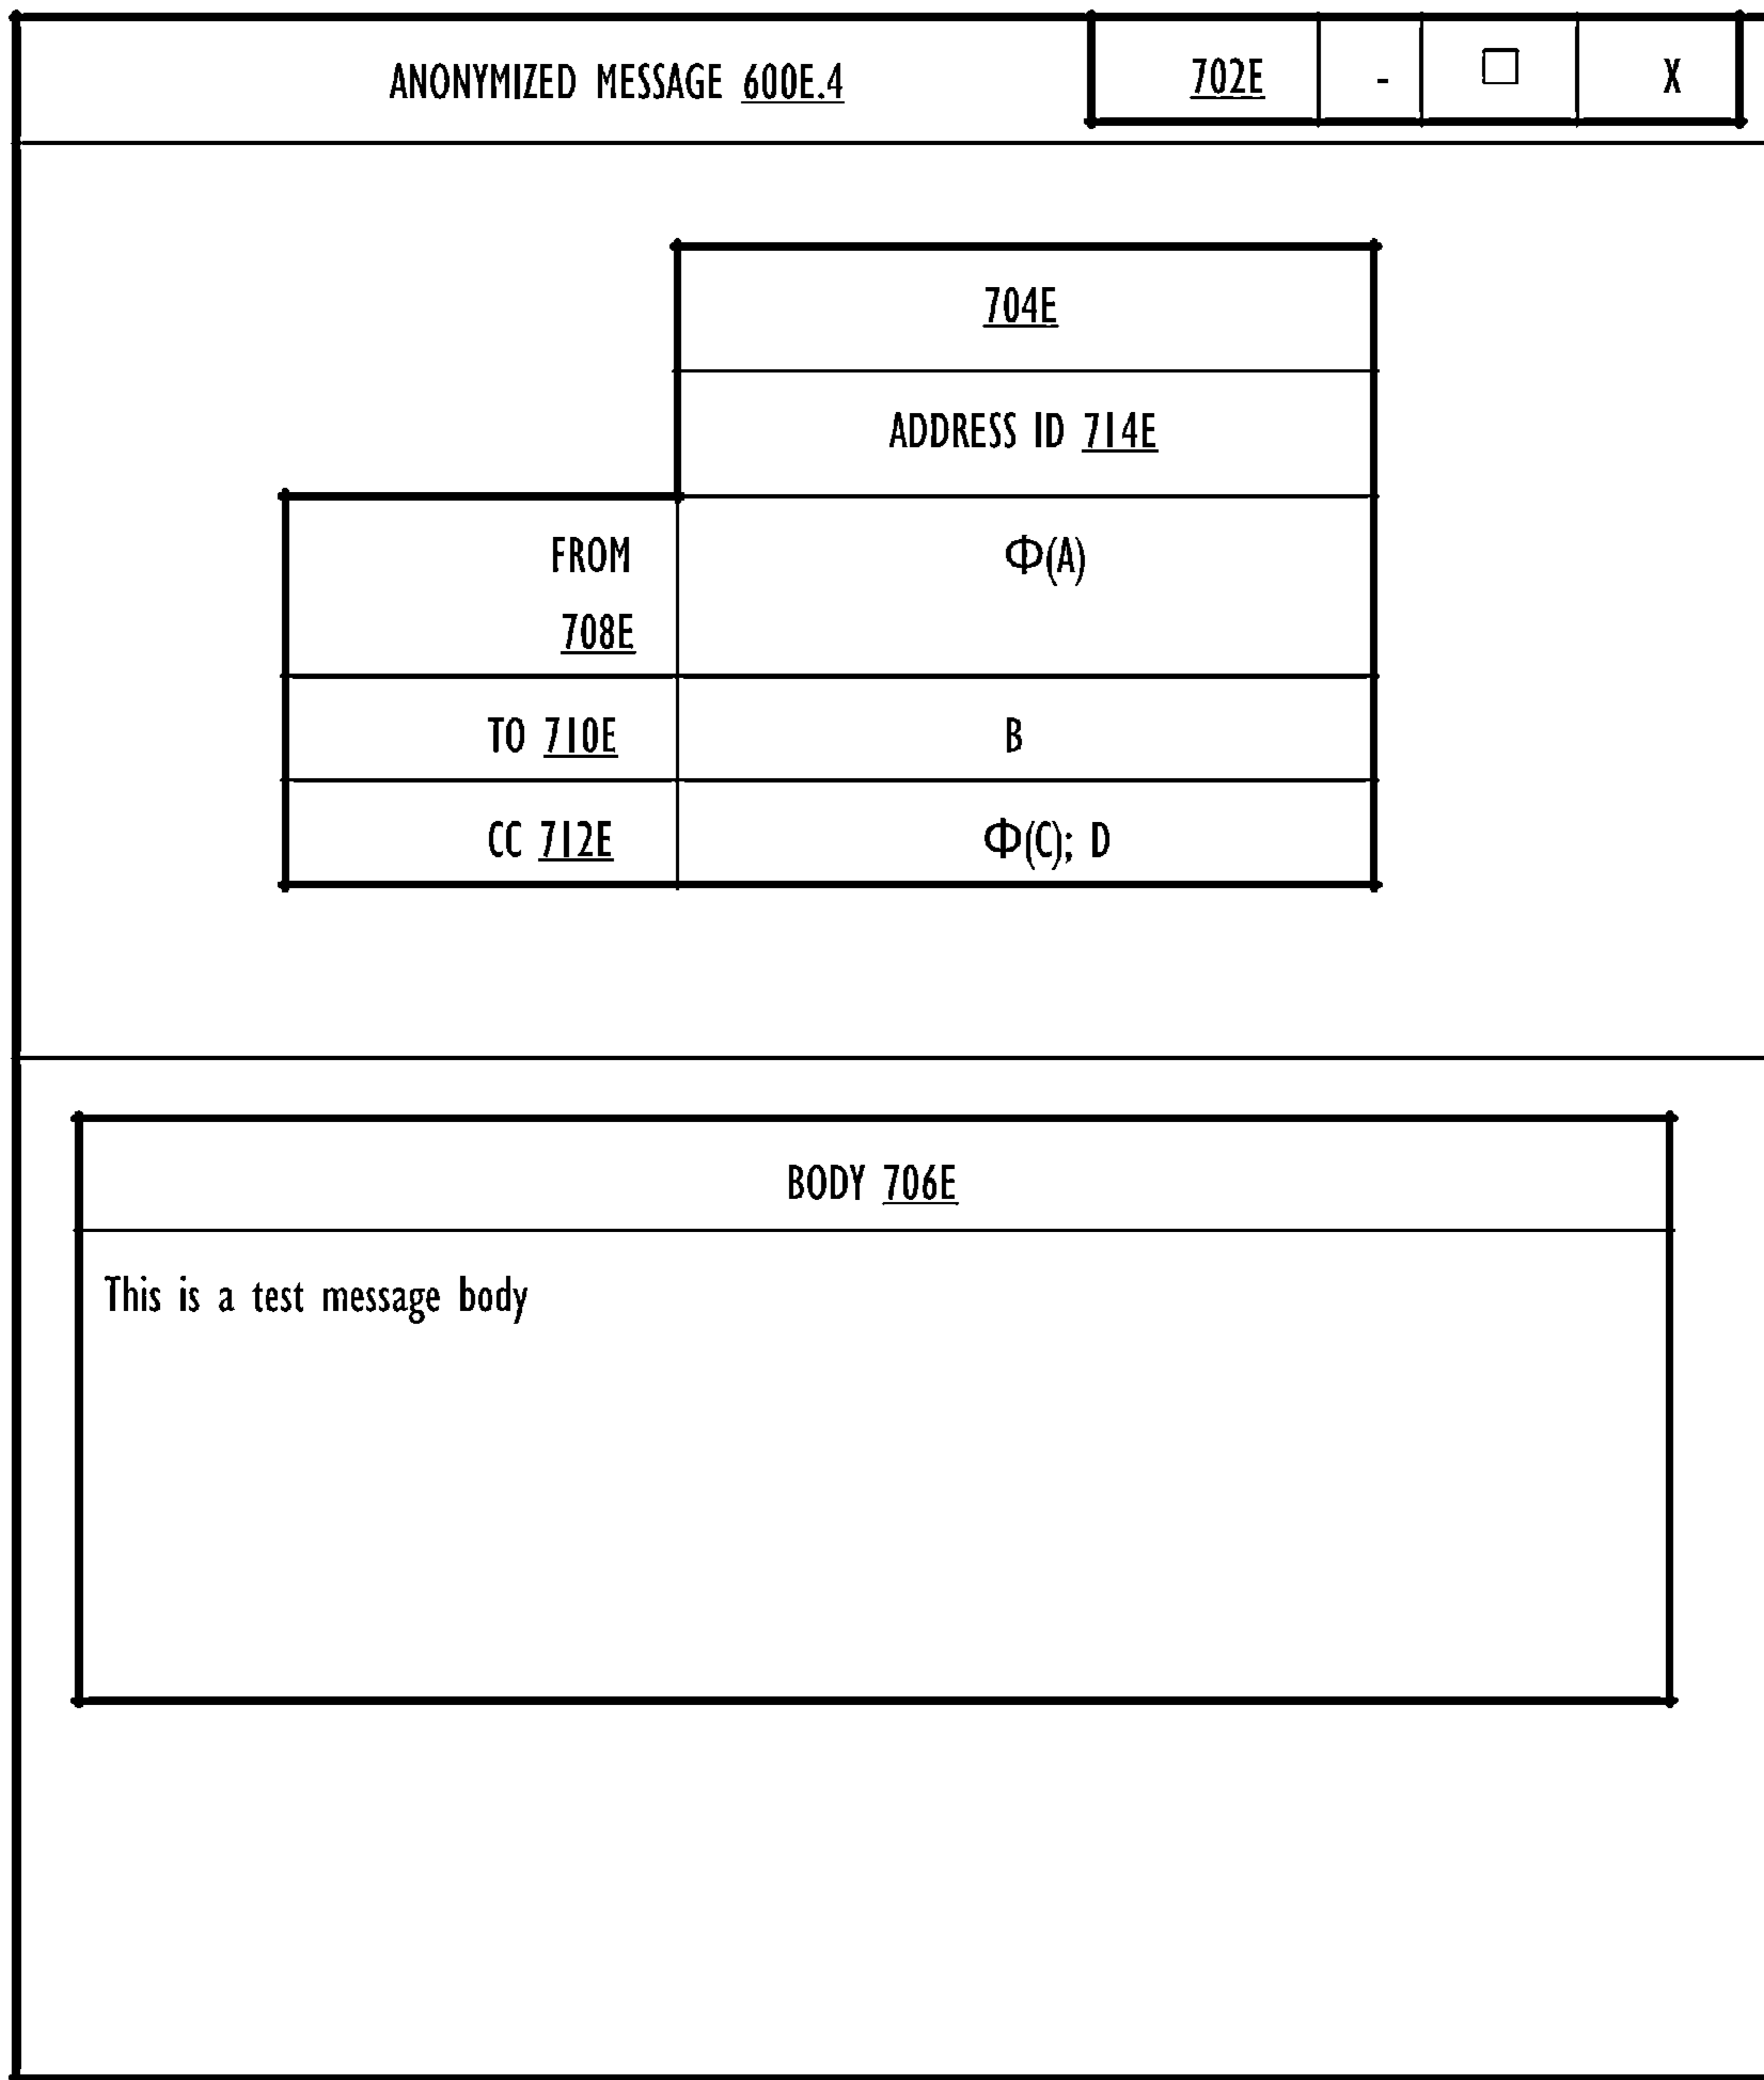 ANONYMIZED MESSAGE 600E.4
702E - □ X
704E
ADDRESS ID 714E
FROM Φ(A)
708E
TO 710E B
CC 712E Φ(C); D
BODY 706E
This is a test message body